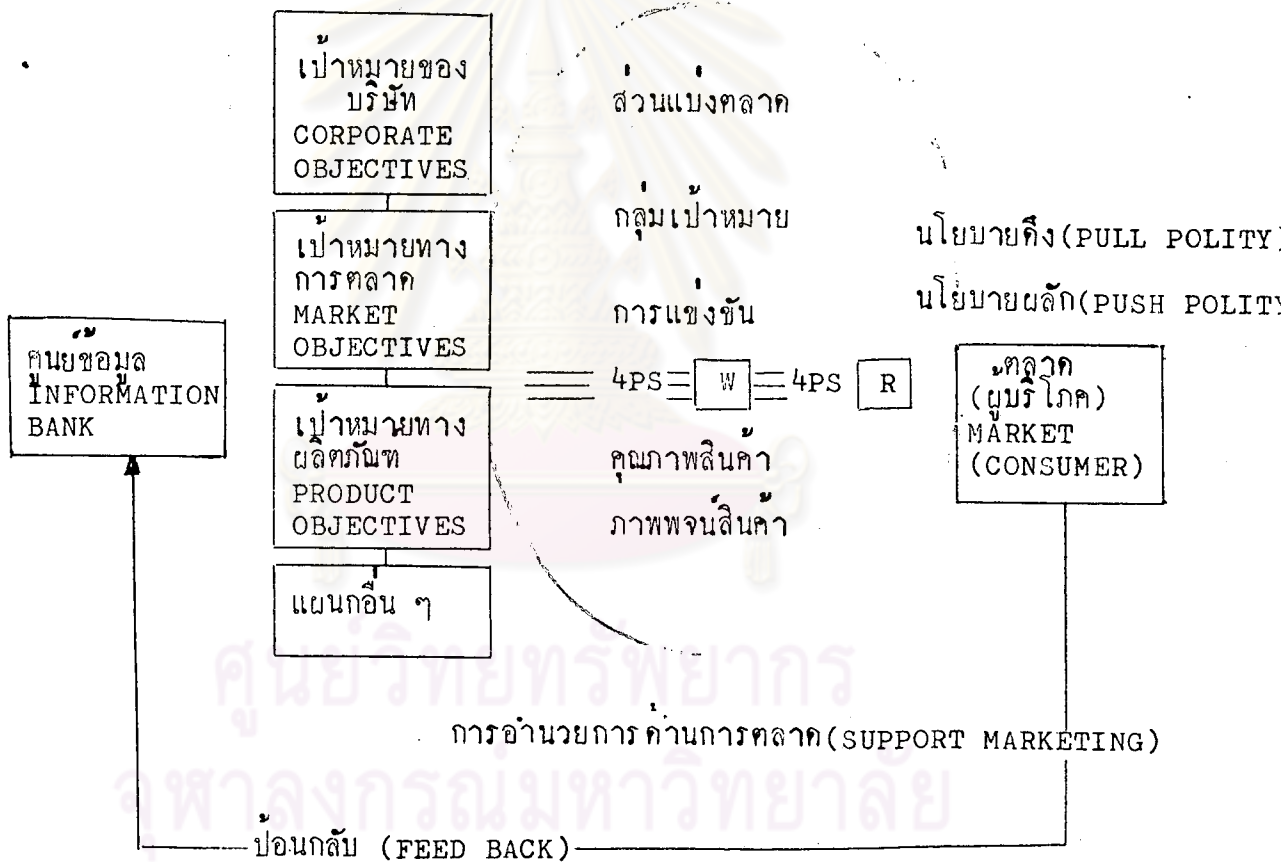 เป้าหมายของ
บริษัท
CORPORATE
OBJECTIVES
ส่วนแบ่งตลาด
กลุ่มเป้าหมาย
เป้าหมายทาง
การตลาด
MARKET
OBJECTIVES
การแข่งขัน
นโยบายดึง(PULL POLITY)
นโยบายผลัก(PUSH POLITY
ศูนย์ข้อมูล
INFORMATION
BANK
4PS W 4PS R
ตลาด
(ผู้บริโภค)
MARKET
(CONSUMER)
เป้าหมายทาง
ผลิตภัณฑ
PRODUCT
OBJECTIVES
คุณภาพสินค้า
ภาพพจน์สินค้า
แผนกอื่น ๆ
ศูนย์วิทยทรัพยากร
การอำนวยการด้านการตลาด(SUPPORT MARKETING)
จุฬาลงกรณ์มหาวิทยาลัย
ป้อนกลับ (FEED BACK)